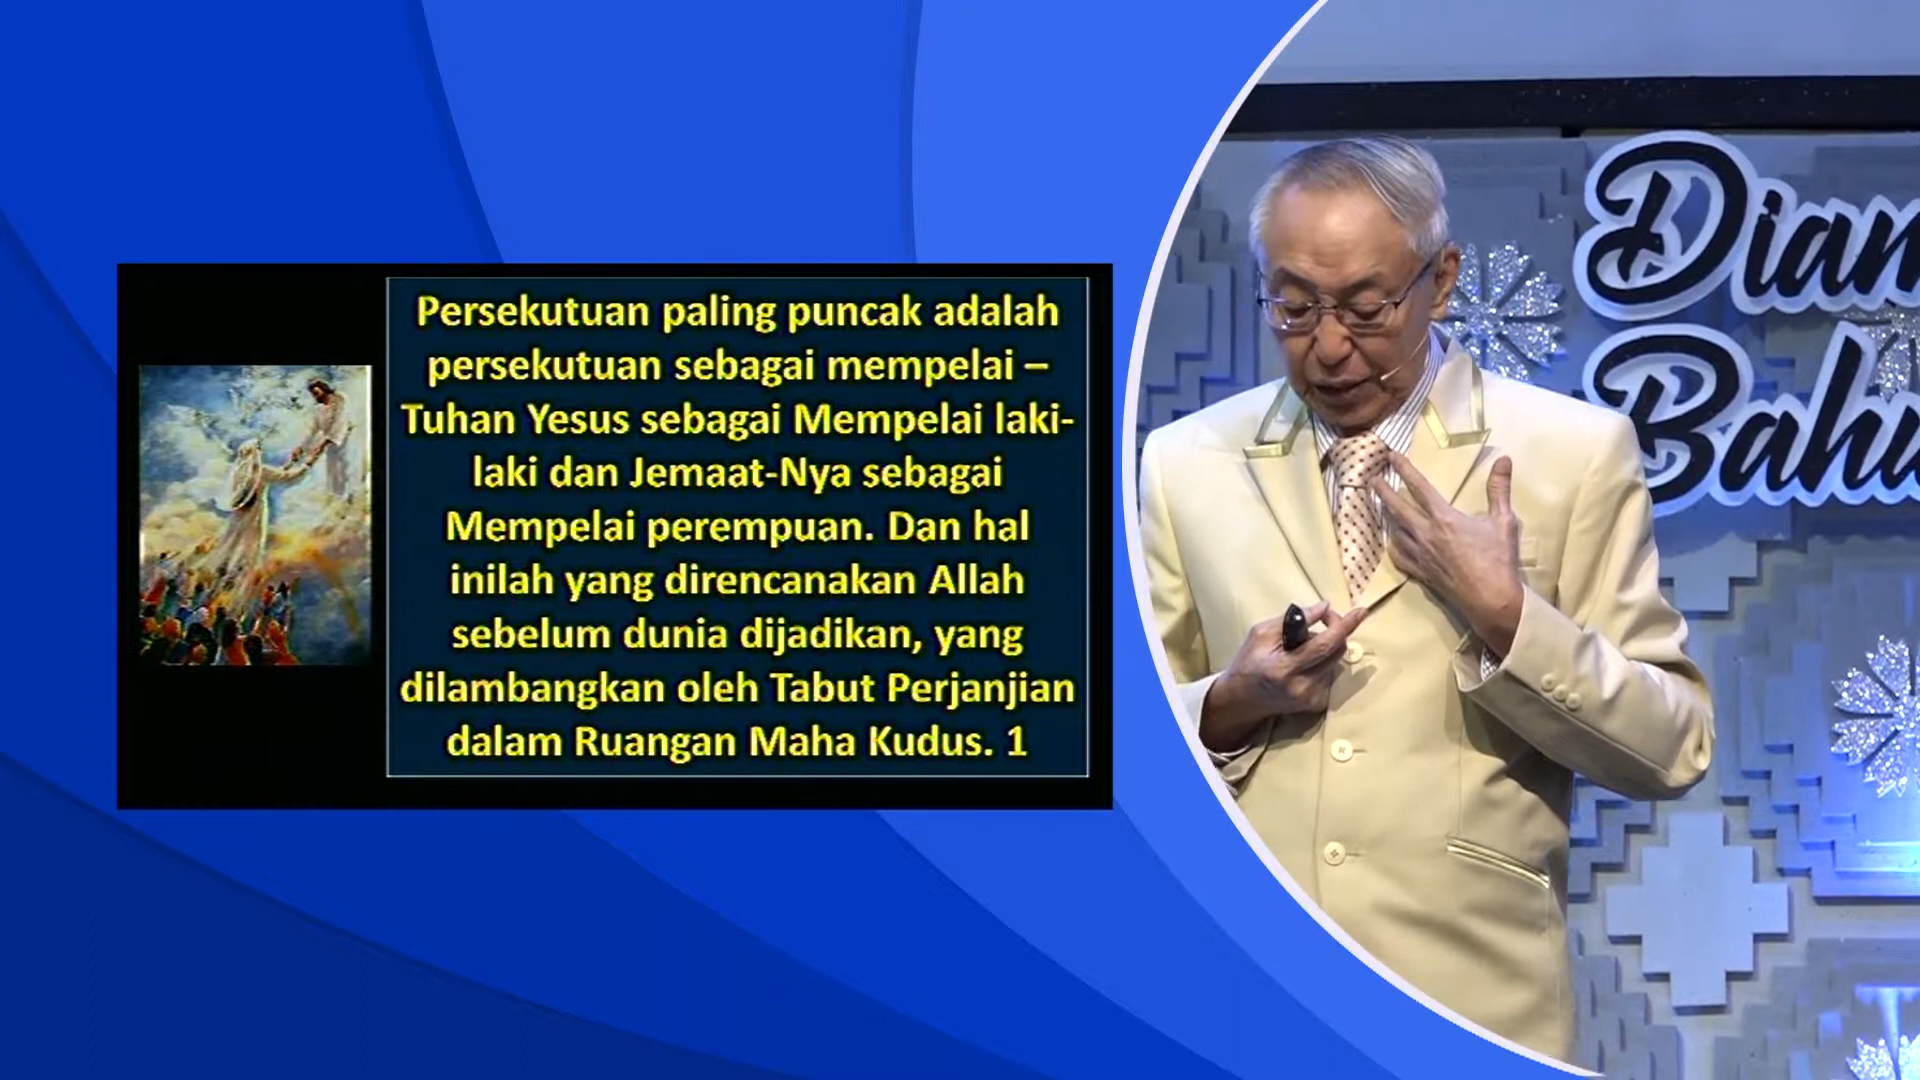 Persekutuan paling puncak adalah
persekutuan sebagai mempelai –
Tuhan Yesus sebagai Mempelai laki-
laki dan Jemaat-Nya sebagai
Mempelai perempuan. Dan hal
inilah yang direncanakan Allah
sebelum dunia dijadikan, yang
dilambangkan oleh Tabut Perjanjian
dalam Ruangan Maha Kudus. 1
Diam
Baha